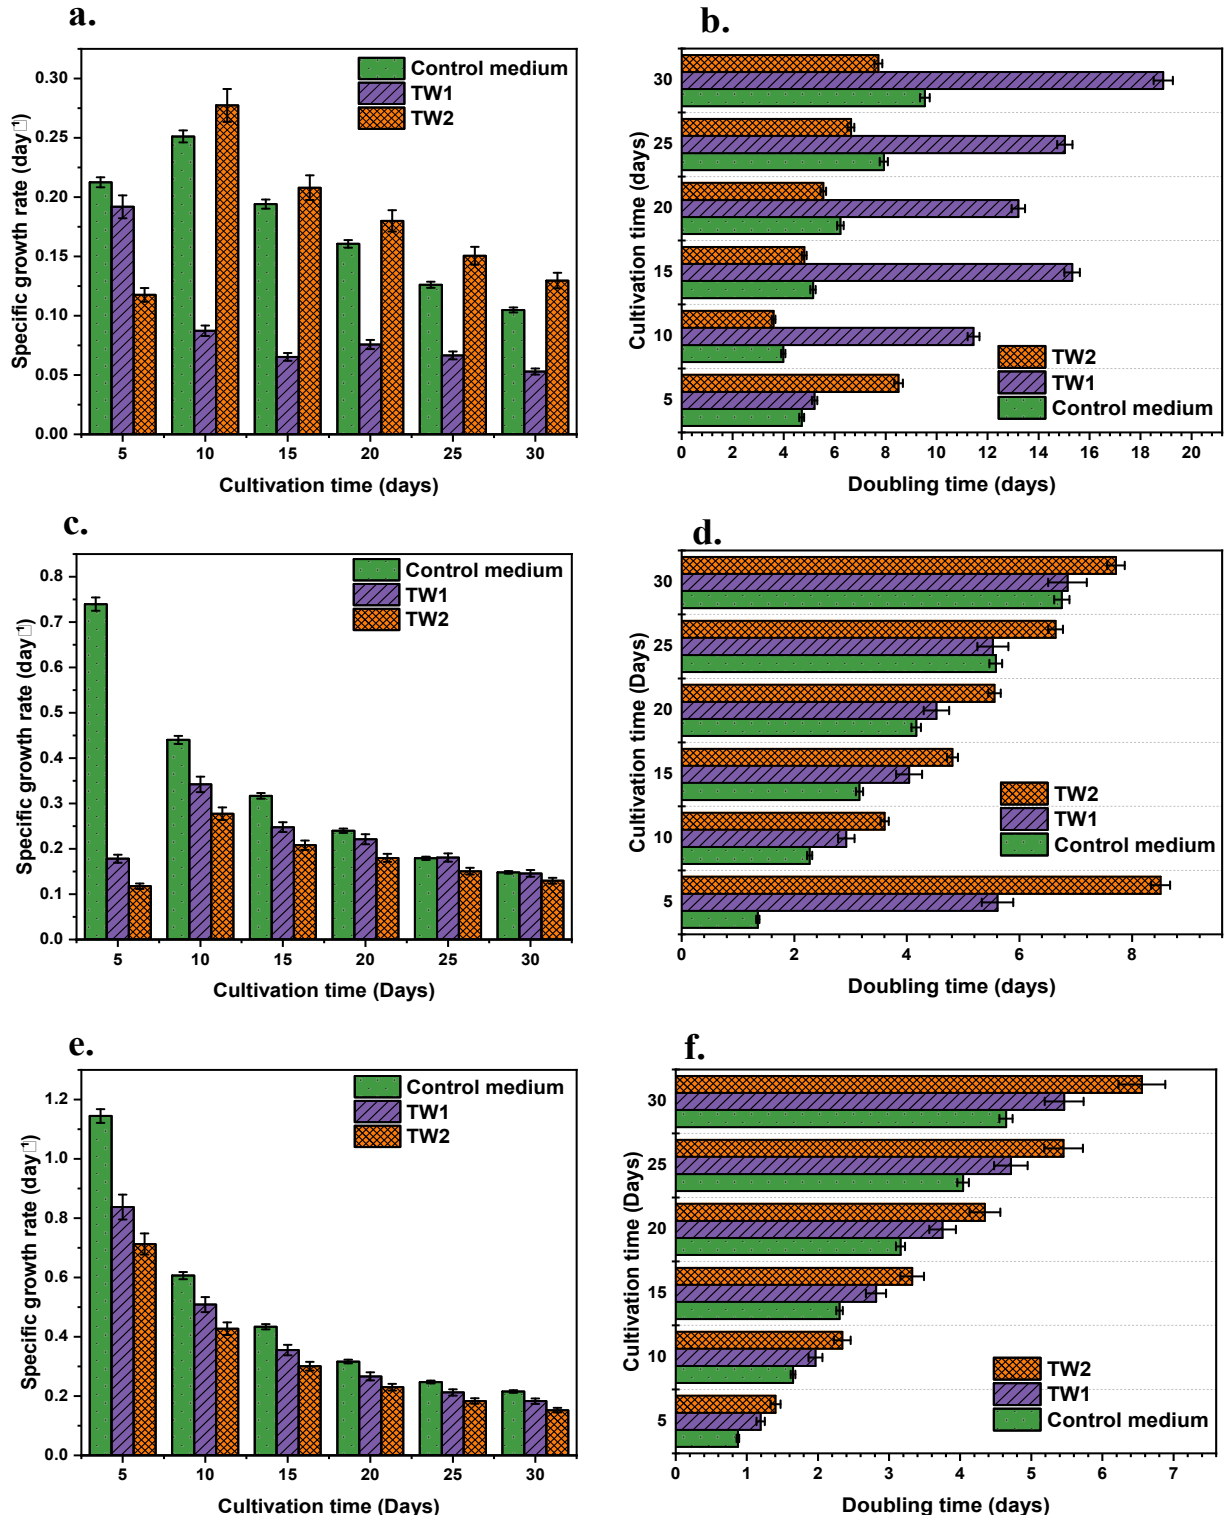 a.
Control medium
TW1
TW2
Specific growth rate (day□¹)
0.30
0.25
0.20
0.15
0.10
0.05
0.00
5 10 15 20 25 30
Cultivation time (days)
b.
Cultivation time (days)
30
25
20
15
10
5
TW2
TW1
Control medium
0 2 4 6 8 10 12 14 16 18 20
Doubling time (days)
c.
Control medium
TW1
TW2
Specific growth rate (day□¹)
0.8
0.7
0.6
0.5
0.4
0.3
0.2
0.1
0.0
5 10 15 20 25 30
Cultivation time (Days)
d.
Cultivation time (Days)
30
25
20
15
10
5
TW2
TW1
Control medium
0 2 4 6 8
Doubling time (days)
e.
Control medium
TW1
TW2
Specific growth rate (day□¹)
1.2
1.0
0.8
0.6
0.4
0.2
0.0
5 10 15 20 25 30
Cultivation time (Days)
f.
Cultivation time (Days)
30
25
20
15
10
5
TW2
TW1
Control medium
0 1 2 3 4 5 6 7
Doubling time (days)